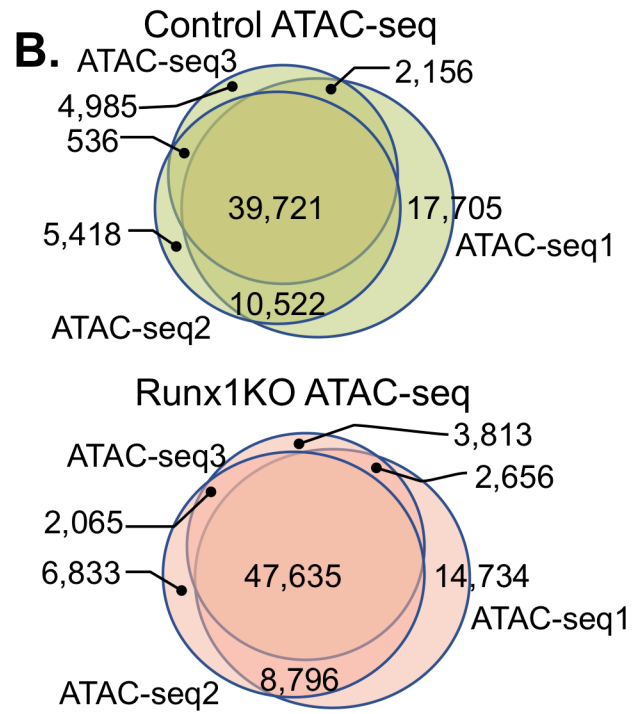 B.
Control ATAC-seq
ATAC-seq3
2,156
4,985
536
39,721
17,705
5,418
ATAC-seq1
10,522
ATAC-seq2
Runx1KO ATAC-seq
3,813
ATAC-seq3
2,656
2,065
6,833
47,635
14,734
ATAC-seq1
8,796
ATAC-seq2